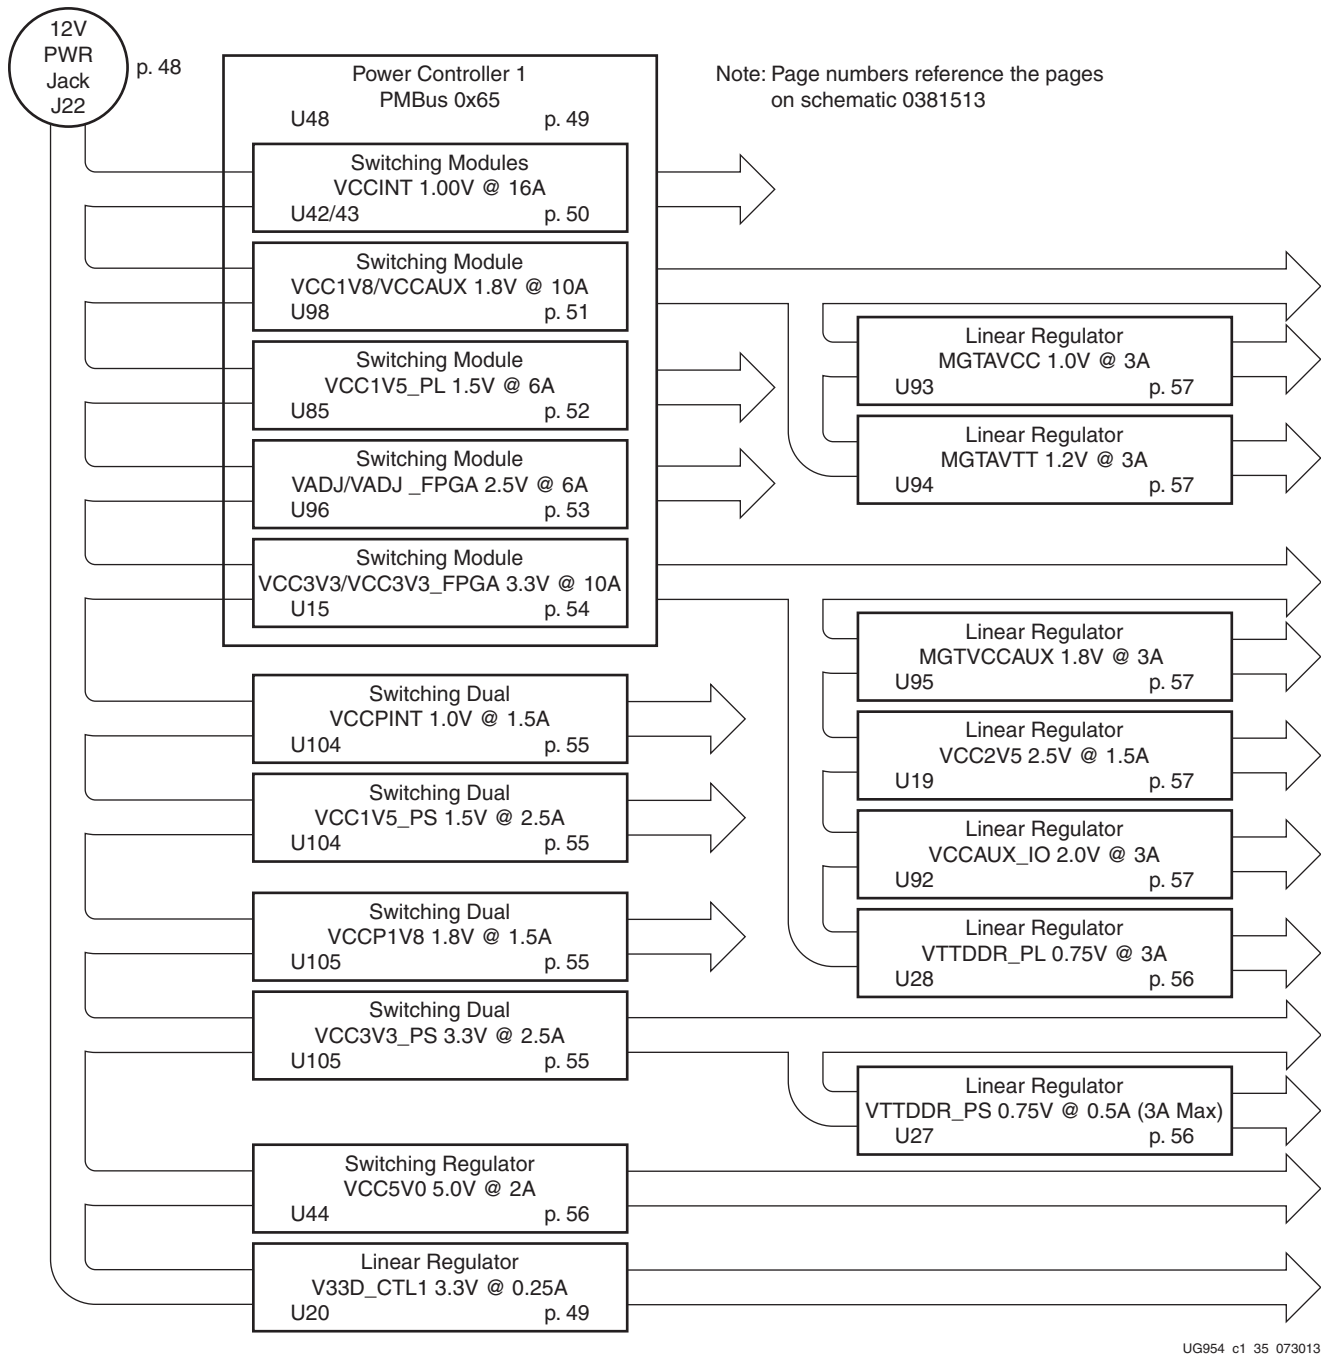 12V
PWR
Jack
J22
p. 48
Power Controller 1
PMBus 0x65
U48 p. 49
Note: Page numbers reference the pages
on schematic 0381513
Switching Modules
VCCINT 1.00V @ 16A
U42/43 p. 50
Switching Module
VCC1V8/VCCAUX 1.8V @ 10A
U98 p. 51
Switching Module
VCC1V5_PL 1.5V @ 6A
U85 p. 52
Switching Module
VADJ/VADJ _FPGA 2.5V @ 6A
U96 p. 53
Switching Module
VCC3V3/VCC3V3_FPGA 3.3V @ 10A
U15 p. 54
Switching Dual
VCCPINT 1.0V @ 1.5A
U104 p. 55
Switching Dual
VCC1V5_PS 1.5V @ 2.5A
U104 p. 55
Switching Dual
VCCP1V8 1.8V @ 1.5A
U105 p. 55
Switching Dual
VCC3V3_PS 3.3V @ 2.5A
U105 p. 55
Switching Regulator
VCC5V0 5.0V @ 2A
U44 p. 56
Linear Regulator
V33D_CTL1 3.3V @ 0.25A
U20 p. 49
Linear Regulator
MGTAVCC 1.0V @ 3A
U93 p. 57
Linear Regulator
MGTAVTT 1.2V @ 3A
U94 p. 57
Linear Regulator
MGTVCCAUX 1.8V @ 3A
U95 p. 57
Linear Regulator
VCC2V5 2.5V @ 1.5A
U19 p. 57
Linear Regulator
VCCAUX_IO 2.0V @ 3A
U92 p. 57
Linear Regulator
VTTDDR_PL 0.75V @ 3A
U28 p. 56
Linear Regulator
VTTDDR_PS 0.75V @ 0.5A (3A Max)
U27 p. 56
UG954_c1_35_073013